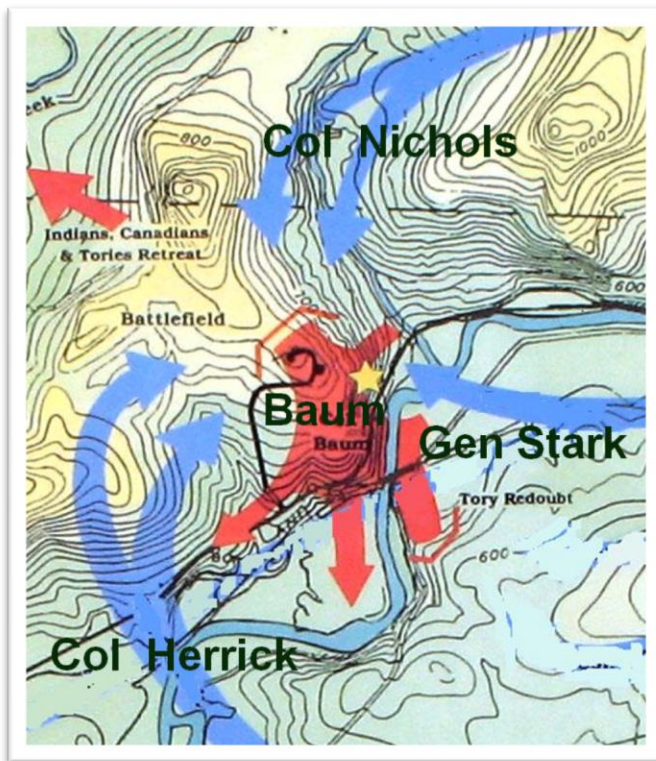 eek
800
Col Nichols
1000
Indians, Canadians
& Tories Retreat
600
Battlefield
Baum
Baum
Gen Stark
Tory Redoubt
600
Col Herrick